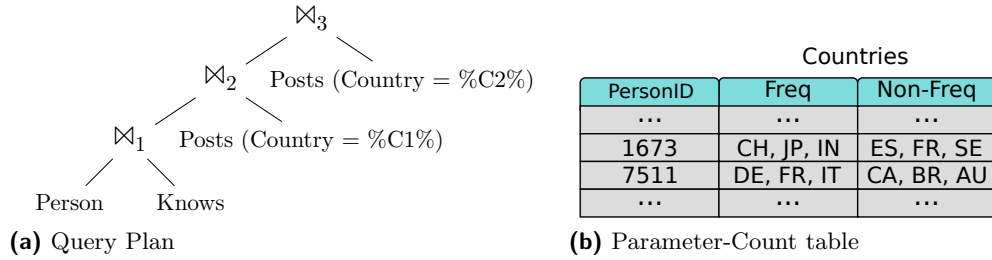 ⋈3
⋈2 Posts (Country = %C2%)
⋈1 Posts (Country = %C1%)
Person Knows
(a) Query Plan
Countries
PersonID Freq Non-Freq
... ... ...
1673 CH, JP, IN ES, FR, SE
7511 DE, FR, IT CA, BR, AU
... ... ...
(b) Parameter-Count table